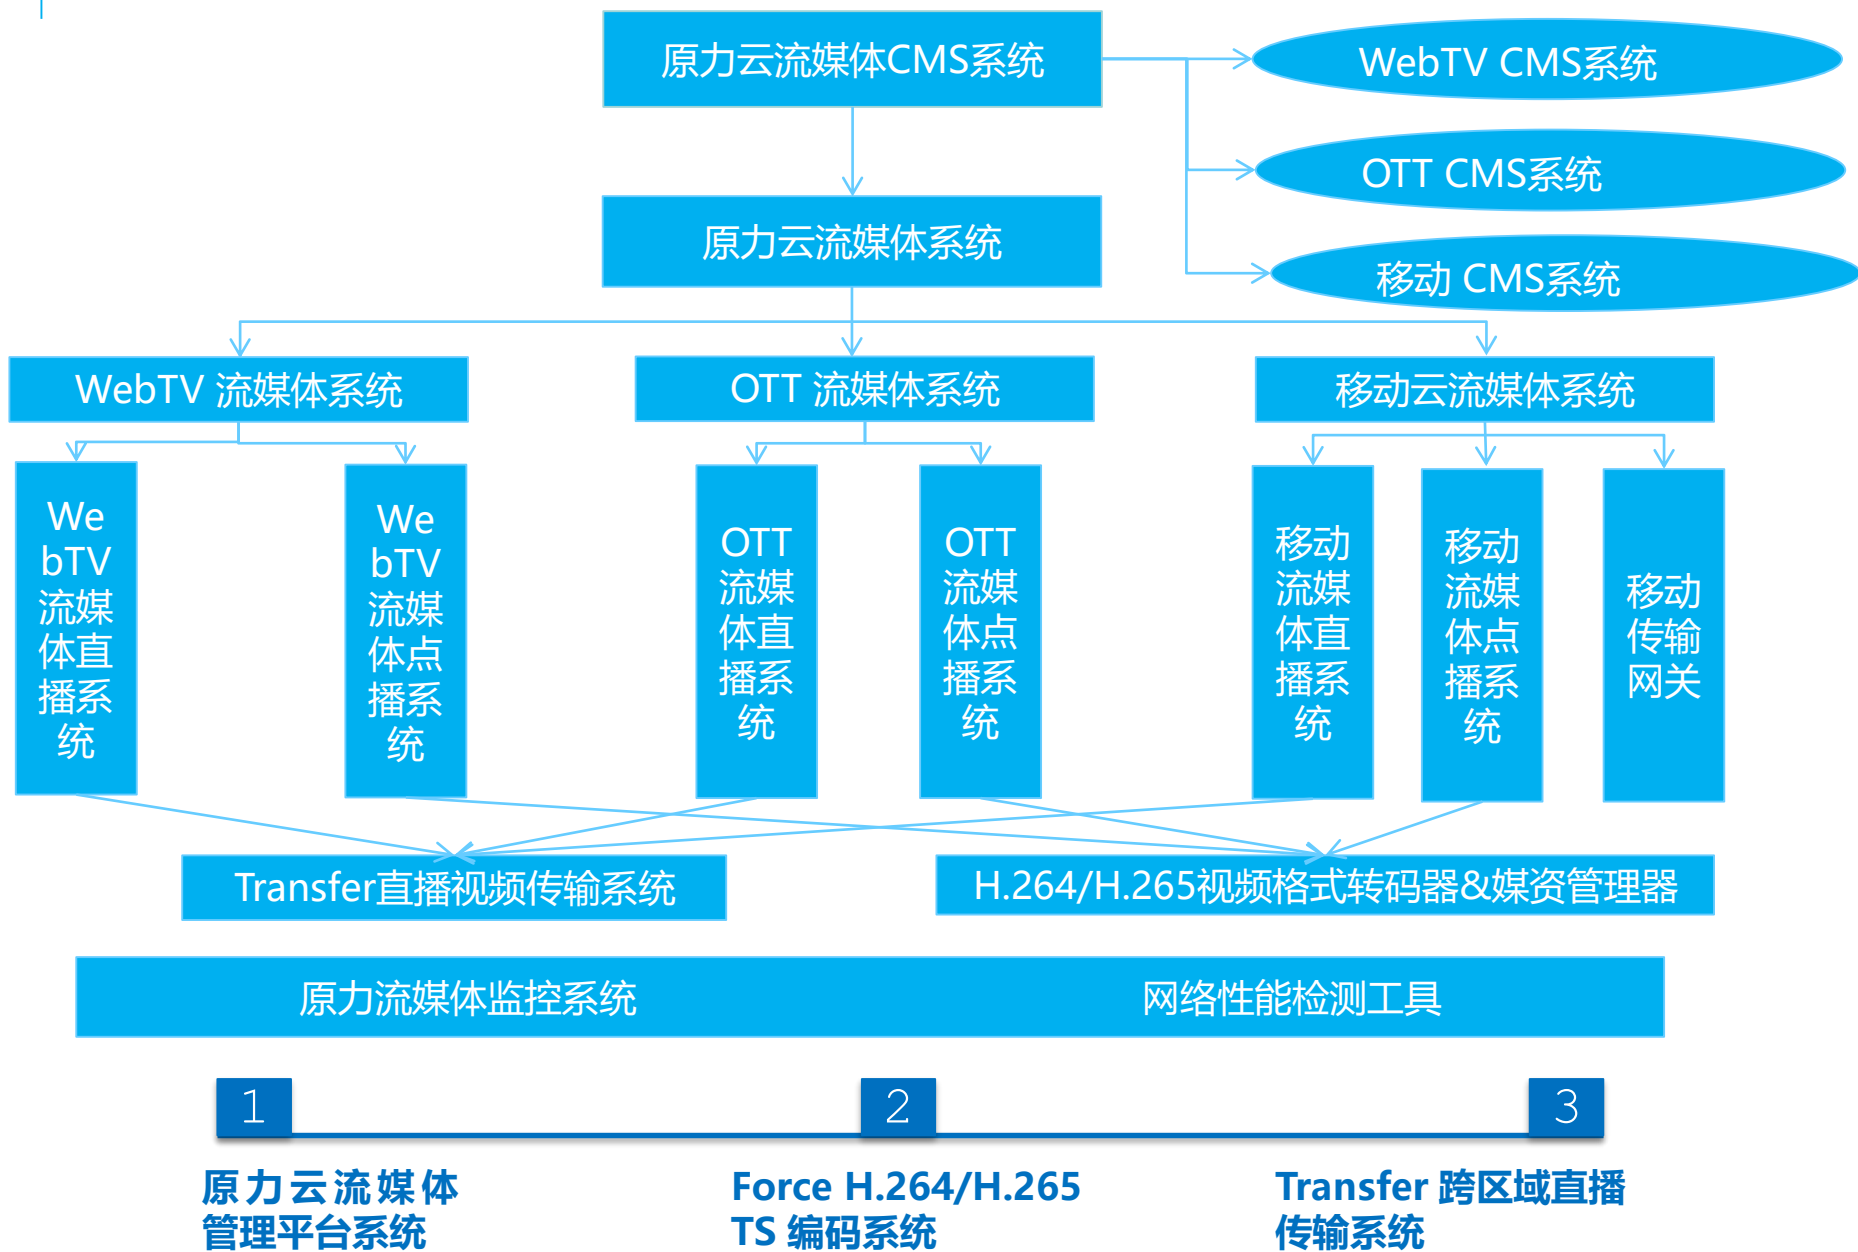 原力云流媒体CMS系统
WebTV CMS系统
OTT CMS系统
原力云流媒体系统
移动 CMS系统
WebTV 流媒体系统
OTT 流媒体系统
移动云流媒体系统
We
bTV
流媒
体直
播系
统
We
bTV
流媒
体点
播系
统
OTT
流媒
体直
播系
统
OTT
流媒
体点
播系
统
移动
流媒
体直
播系
统
移动
流媒
体点
播系
统
移动
传输
网关
Transfer直播视频传输系统
H.264/H.265视频格式转码器&媒资管理器
原力流媒体监控系统
网络性能检测工具
1
2
3
原力云流媒体
管理平台系统
Force H.264/H.265
TS 编码系统
Transfer 跨区域直播
传输系统